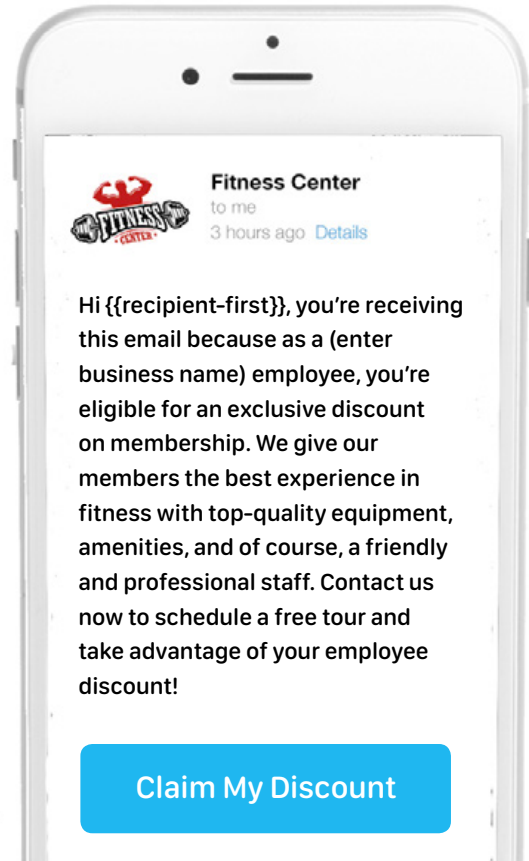 FITNESS
CENTER
Fitness Center
to me
3 hours ago Details
Hi {{recipient-first}}, you’re receiving
this email because as a (enter
business name) employee, you’re
eligible for an exclusive discount
on membership. We give our
members the best experience in
fitness with top-quality equipment,
amenities, and of course, a friendly
and professional staff. Contact us
now to schedule a free tour and
take advantage of your employee
discount!
Claim My Discount